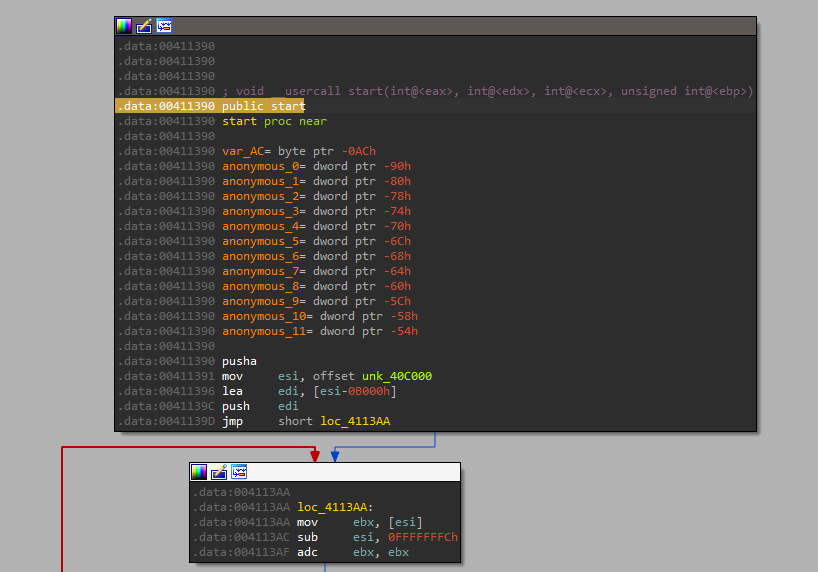 .data:00411390
.data:00411390
.data:00411390
.data:00411390 ; void __usercall start(int@<eax>, int@<edx>, int@<ecx>, unsigned int@<ebp>)
.data:00411390 public start
.data:00411390 start proc near
.data:00411390
.data:00411390 var_AC= byte ptr -0ACh
.data:00411390 anonymous_0= dword ptr -90h
.data:00411390 anonymous_1= dword ptr -80h
.data:00411390 anonymous_2= dword ptr -78h
.data:00411390 anonymous_3= dword ptr -74h
.data:00411390 anonymous_4= dword ptr -70h
.data:00411390 anonymous_5= dword ptr -6Ch
.data:00411390 anonymous_6= dword ptr -68h
.data:00411390 anonymous_7= dword ptr -64h
.data:00411390 anonymous_8= dword ptr -60h
.data:00411390 anonymous_9= dword ptr -5Ch
.data:00411390 anonymous_10= dword ptr -58h
.data:00411390 anonymous_11= dword ptr -54h
.data:00411390
.data:00411390 pusha
.data:00411391 mov esi, offset unk_40C000
.data:00411396 lea edi, [esi-0B000h]
.data:0041139C push edi
.data:0041139D jmp short loc_4113AA
.data:004113AA
.data:004113AA loc_4113AA:
.data:004113AA mov ebx, [esi]
.data:004113AC sub esi, 0FFFFFFFCh
.data:004113AF adc ebx, ebx